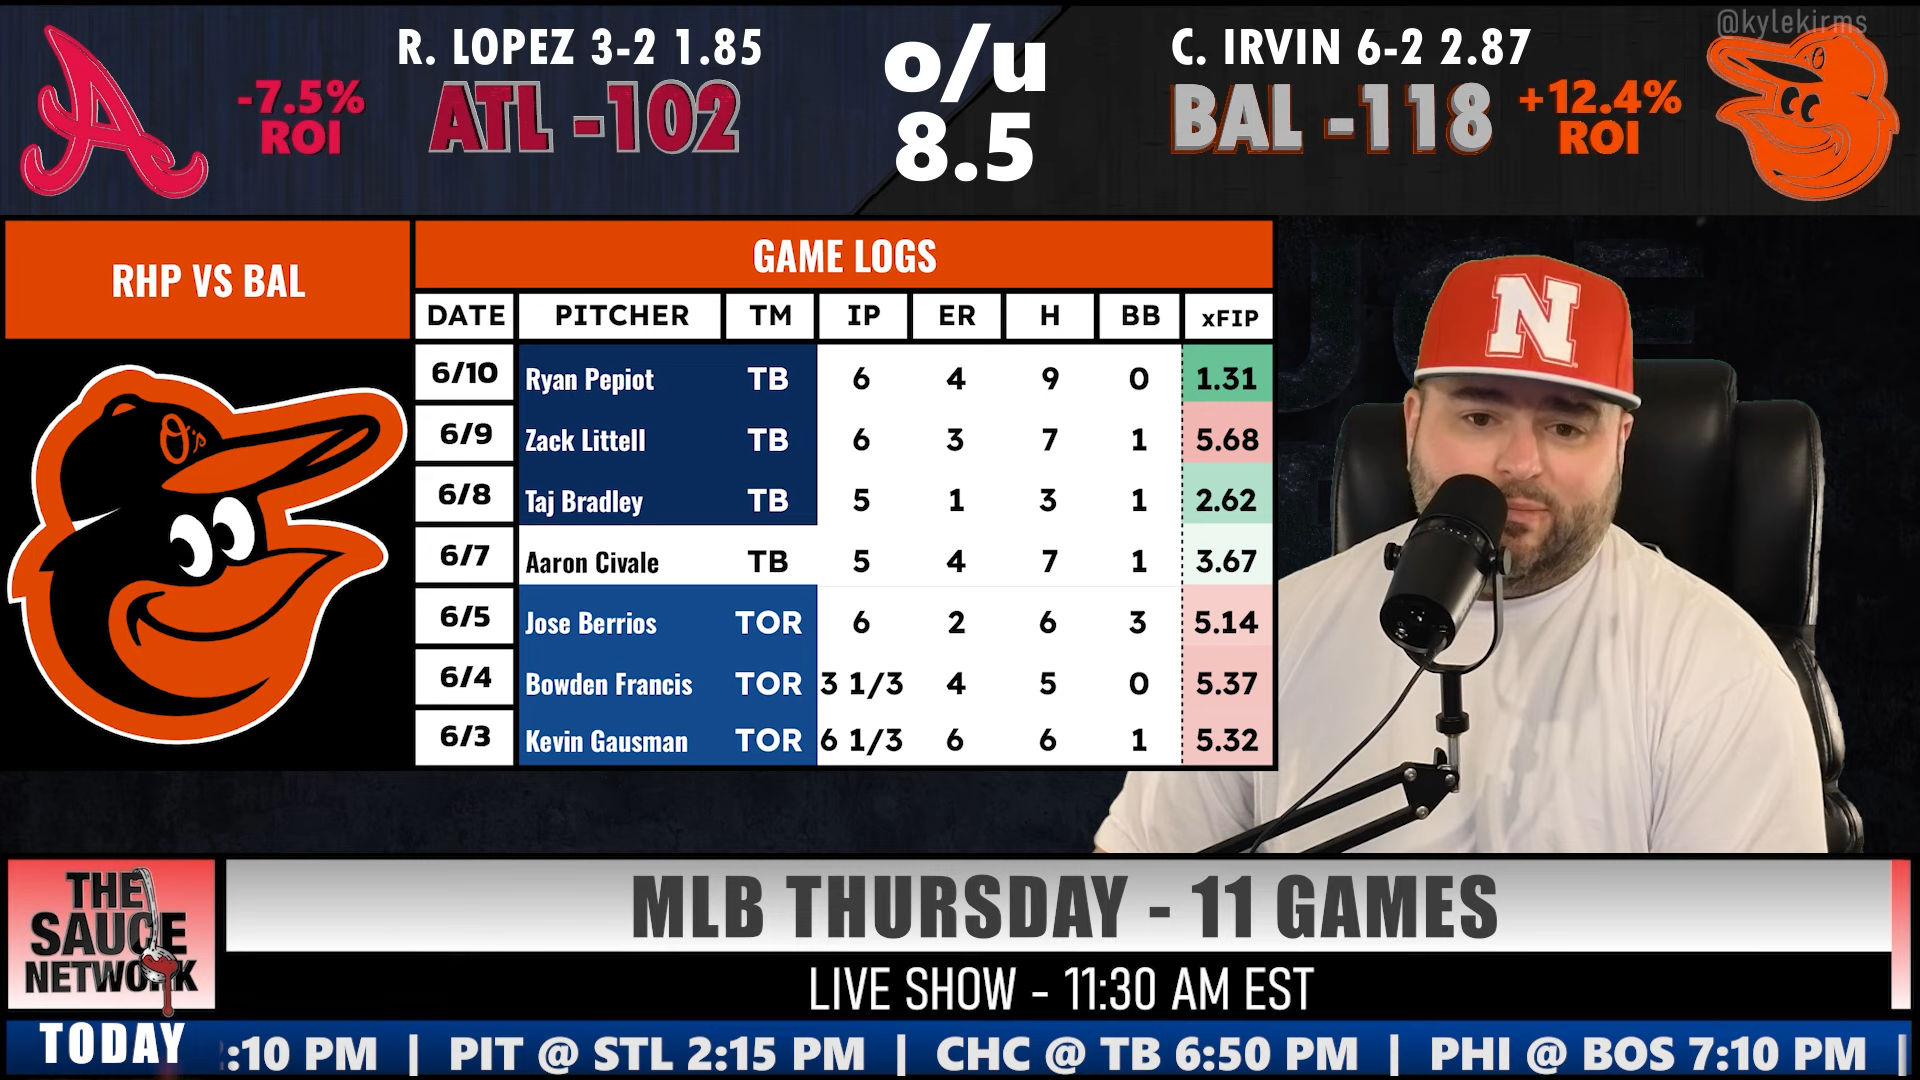 @kylekirms
R. LOPEZ 3-2 1.85
o/u
C. IRVIN 6-2 2.87
-7.5%
ROI
ATL -102
8.5
BAL -118
+12.4%
ROI
RHP VS BAL
GAME LOGS
DATE PITCHER TM IP ER H BB xFIP
6/10 Ryan Pepiot TB 6 4 9 0 1.31
6/9 Zack Littell TB 6 3 7 1 5.68
6/8 Taj Bradley TB 5 1 3 1 2.62
6/7 Aaron Civale TB 5 4 7 1 3.67
6/5 Jose Berrios TOR 6 2 6 3 5.14
6/4 Bowden Francis TOR 3 1/3 4 5 0 5.37
6/3 Kevin Gausman TOR 6 1/3 6 6 1 5.32
O's
N
THE
SAUCE
NETWORK
MLB THURSDAY - 11 GAMES
LIVE SHOW - 11:30 AM EST
TODAY :10 PM | PIT @ STL 2:15 PM | CHC @ TB 6:50 PM | PHI @ BOS 7:10 PM |